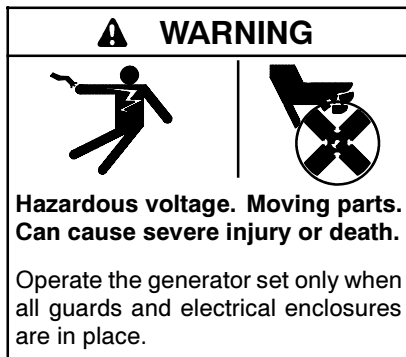 WARNING
Hazardous voltage. Moving parts.
Can cause severe injury or death.
Operate the generator set only when
all guards and electrical enclosures
are in place.